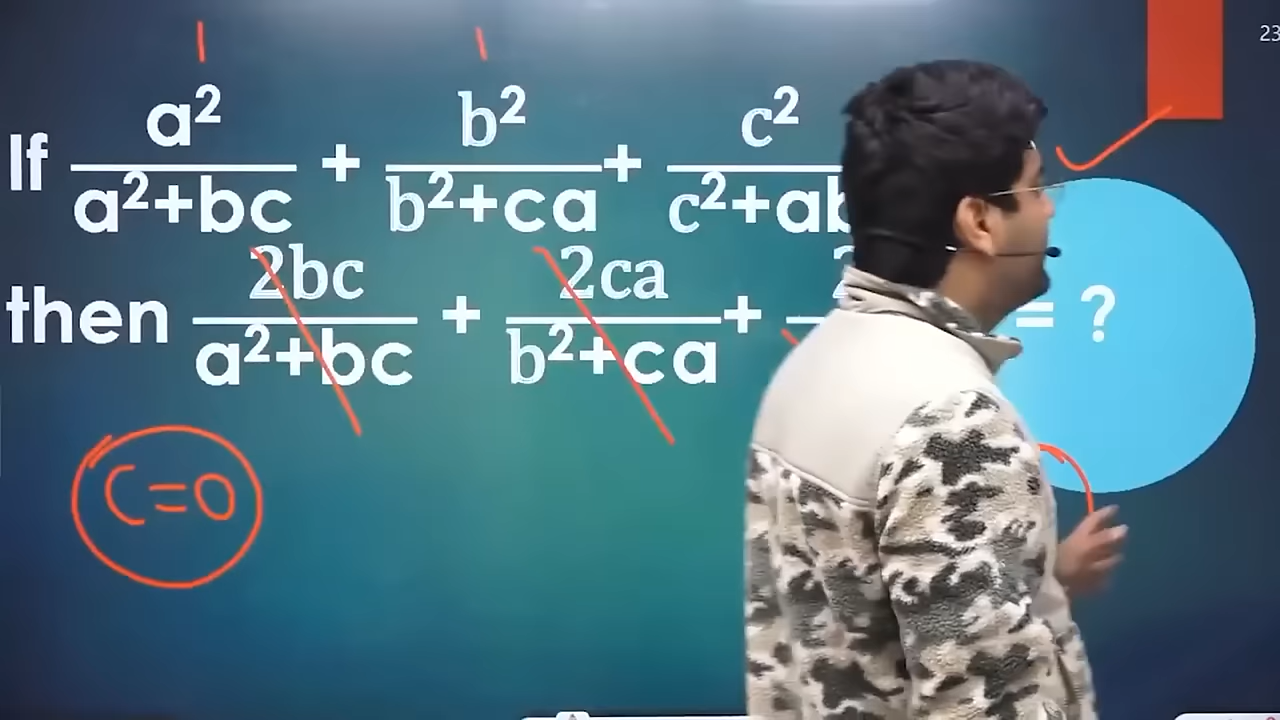 23
If a²/(a²+bc) + b²/(b²+ca) + c²/(c²+ab
then 2bc/(a²+bc) + 2ca/(b²+ca) + = ?
C=0